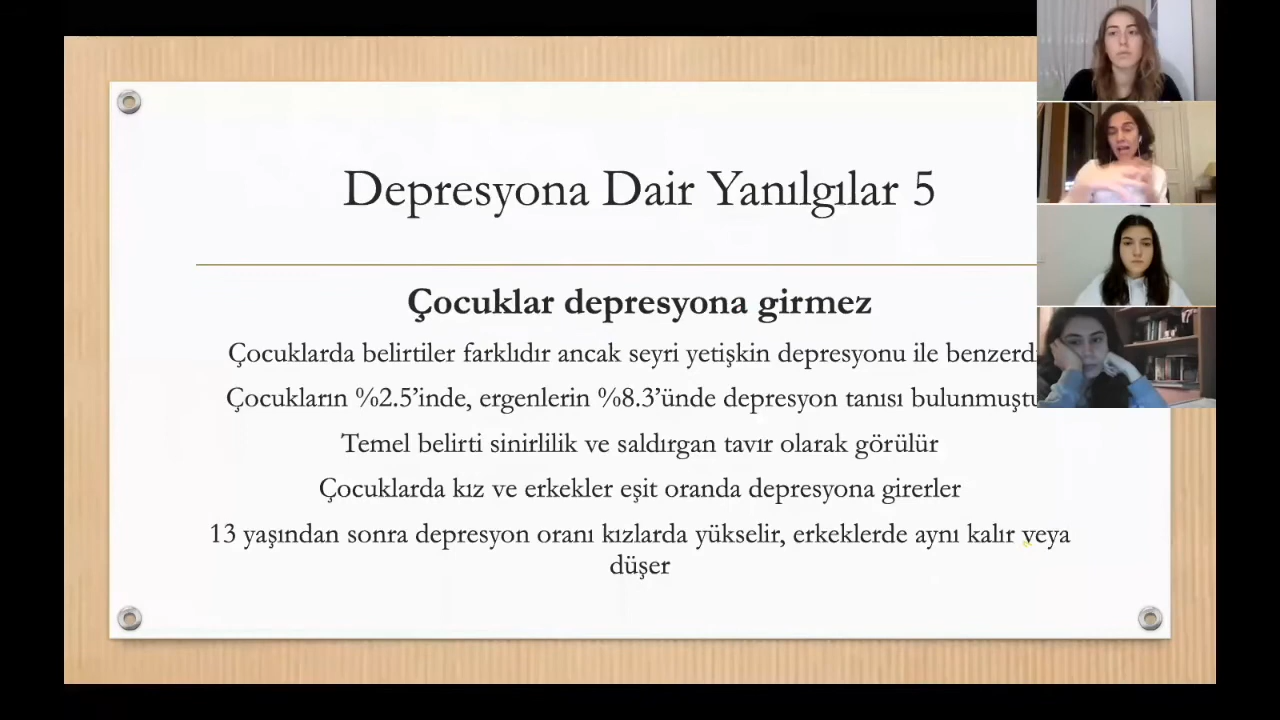 Depresyona Dair Yanılgılar 5
Çocuklar depresyona girmez
Çocuklarda belirtiler farklıdır ancak seyri yetişkin depresyonu ile
Çocukların %2.5’inde, ergenlerin %8.3’ünde depresyon tanısı
Temel belirti sinirlilik ve saldırgan tavır olarak görülür
Çocuklarda kız ve erkekler eşit oranda depresyona girerler
13 yaşından sonra depresyon oranı kızlarda yükselir, erkeklerde aynı kalır veya
düşer